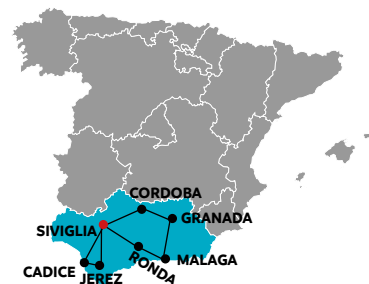 CORDOBA
GRANADA
SIVIGLIA
RONDA
MALAGA
CADICE
JEREZ